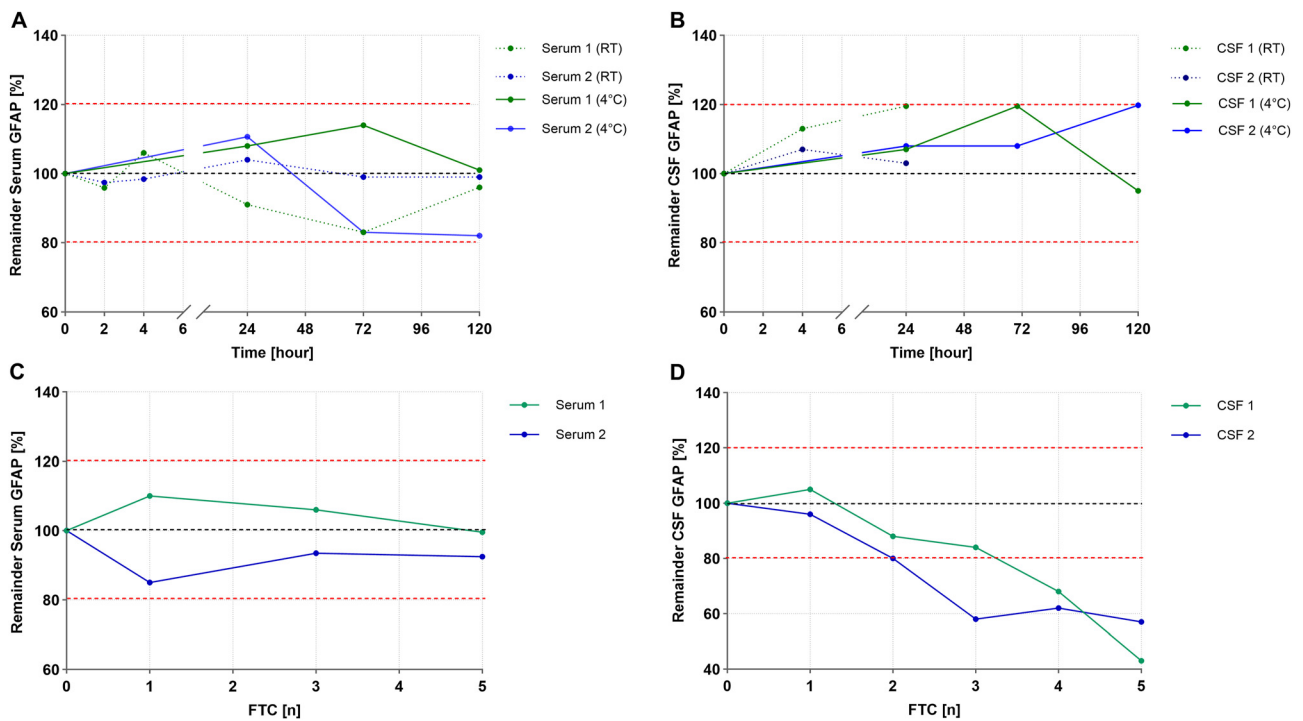 A
Remainder Serum GFAP [%]
140
120
100
80
60
0 2 4 6 24 48 72 96 120
Time [hour]
Serum 1 (RT)
Serum 2 (RT)
Serum 1 (4°C)
Serum 2 (4°C)
B
Remainder CSF GFAP [%]
140
120
100
80
60
0 2 4 6 24 48 72 96 120
Time [hour]
CSF 1 (RT)
CSF 2 (RT)
CSF 1 (4°C)
CSF 2 (4°C)
C
Remainder Serum GFAP [%]
140
120
100
80
60
0 1 2 3 4 5
FTC [n]
Serum 1
Serum 2
D
Remainder CSF GFAP [%]
140
120
100
80
60
40
0 1 2 3 4 5
FTC [n]
CSF 1
CSF 2